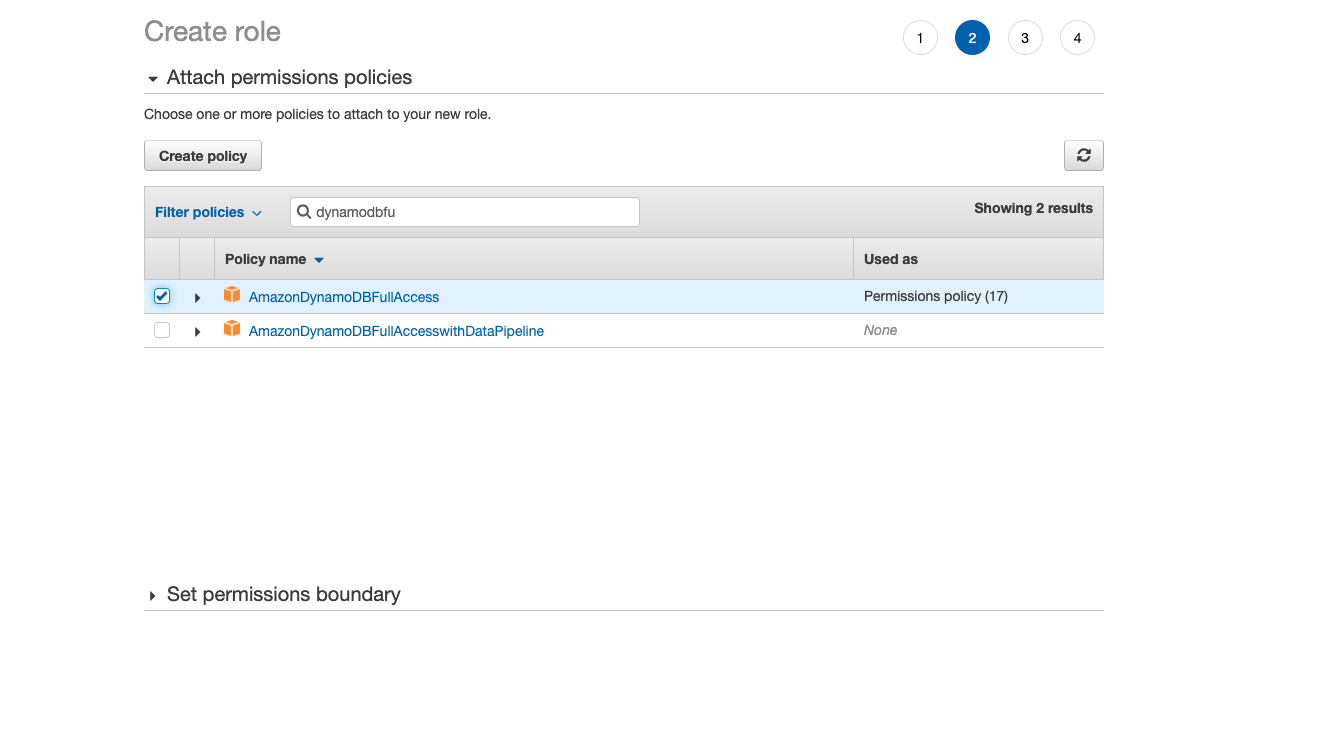 Create role
1 2 3 4
Attach permissions policies
Choose one or more policies to attach to your new role.
Create policy
Filter policies dynamodbfu Showing 2 results
Policy name Used as
AmazonDynamoDBFullAccess Permissions policy (17)
AmazonDynamoDBFullAccesswithDataPipeline None
Set permissions boundary